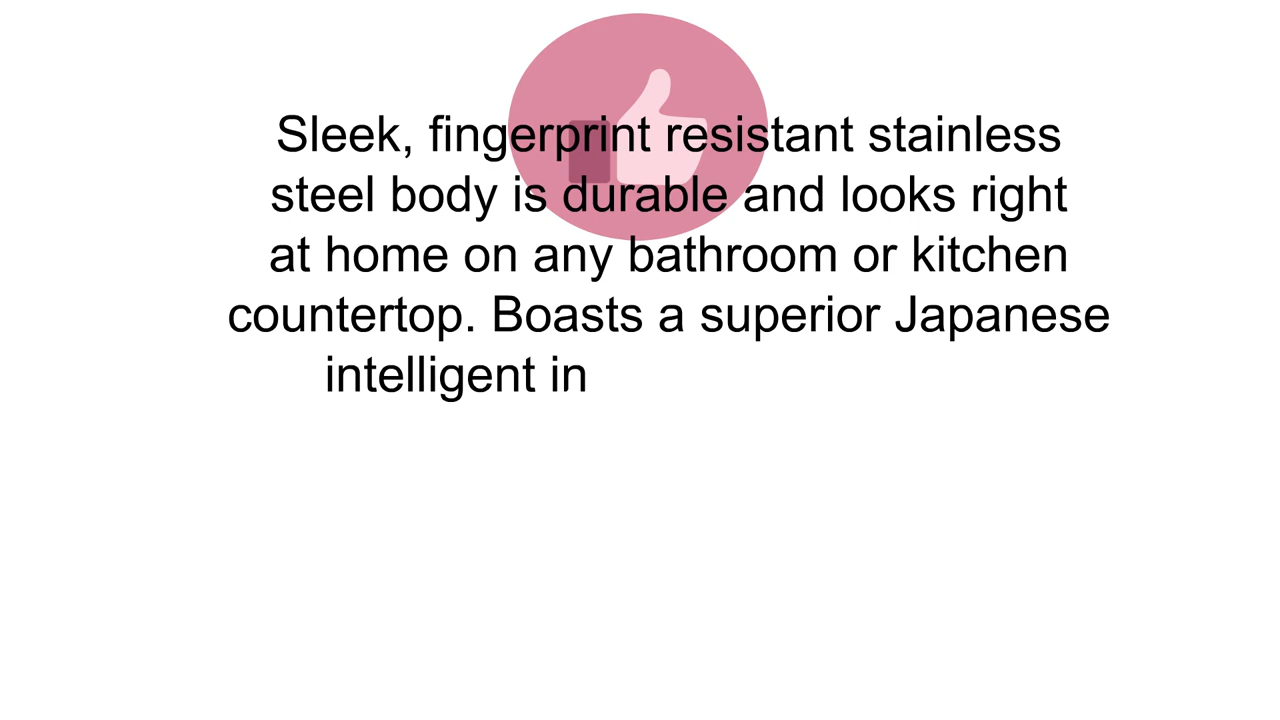 Sleek, fingerprint resistant stainless
steel body is durable and looks right
at home on any bathroom or kitchen
countertop. Boasts a superior Japanese
intelligent in